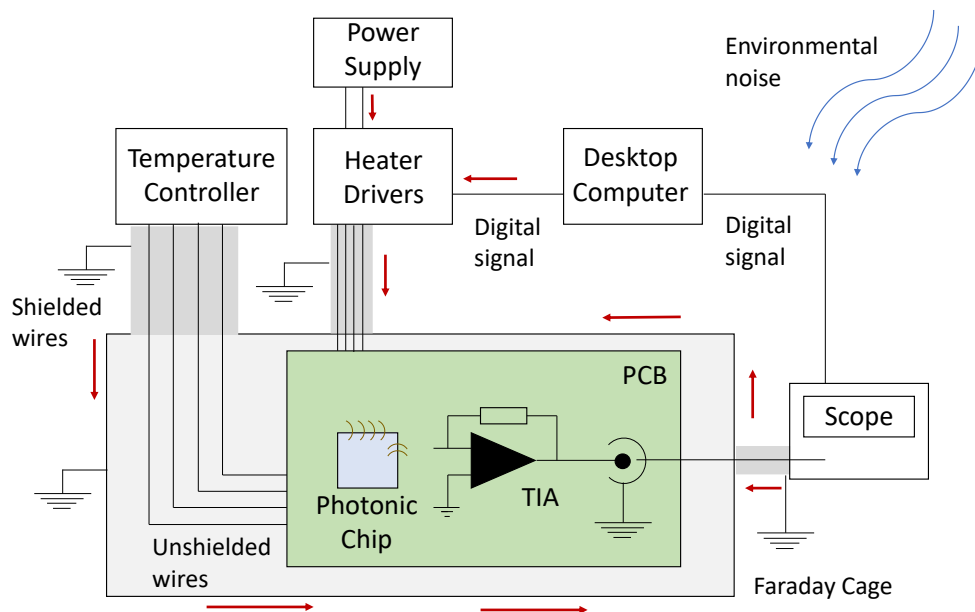 Power
Supply
Environmental
noise
Temperature
Controller
Heater
Drivers
Desktop
Computer
Digital
signal
Digital
signal
Shielded
wires
PCB
Scope
Photonic
Chip
TIA
Unshielded
wires
Faraday Cage